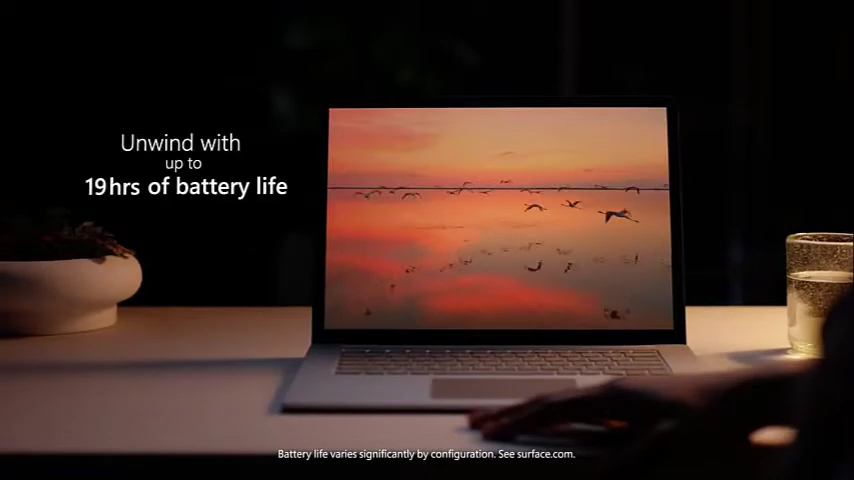 Unwind with
up to
19hrs of battery life
Battery life varies significantly by configuration. See surface.com.